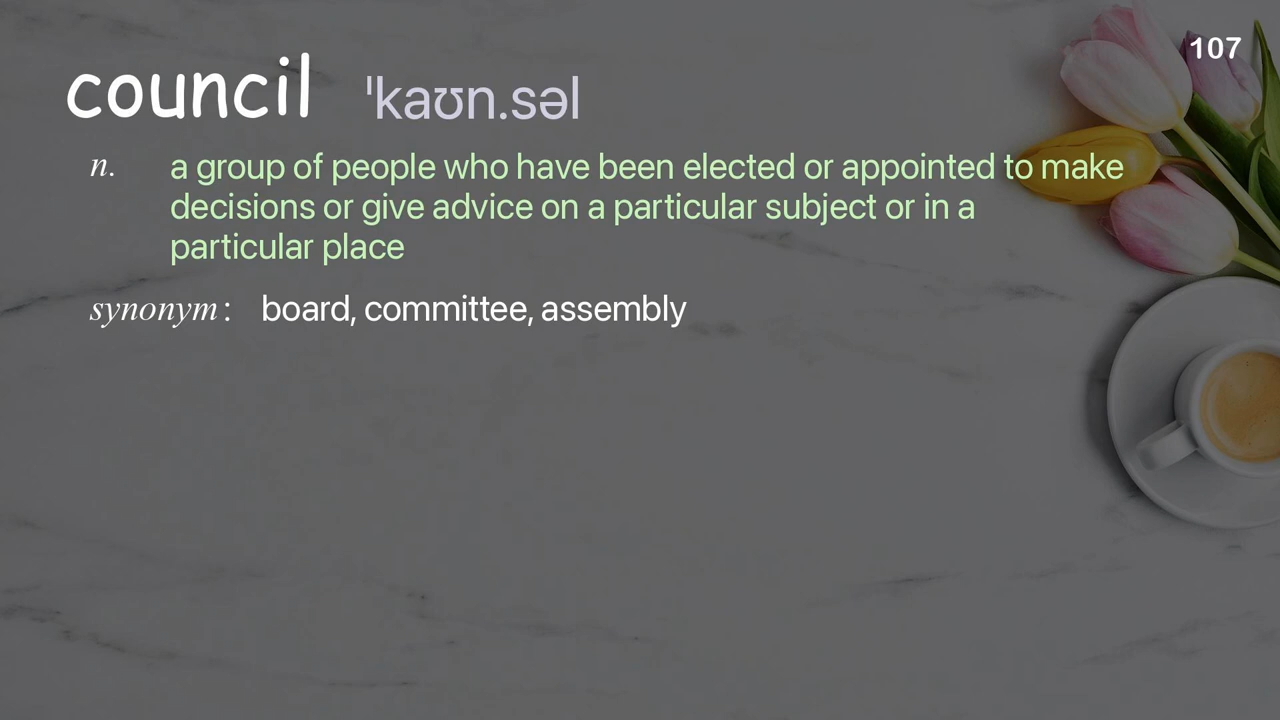 107
council ˈkaʊn.səl
n. a group of people who have been elected or appointed to make
decisions or give advice on a particular subject or in a
particular place
synonym: board, committee, assembly